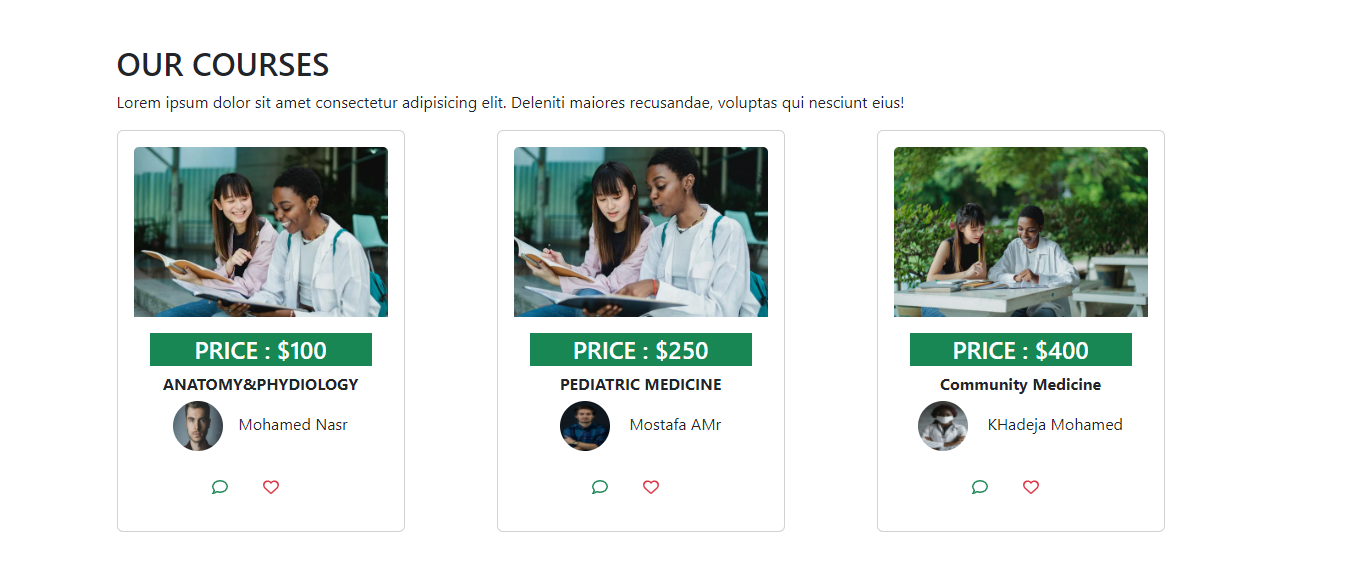 OUR COURSES
Lorem ipsum dolor sit amet consectetur adipisicing elit. Deleniti maiores recusandae, voluptas qui nesciunt eius!
PRICE : $100
ANATOMY&PHYDIOLOGY
Mohamed Nasr
PRICE : $250
PEDIATRIC MEDICINE
Mostafa AMr
PRICE : $400
Community Medicine
KHadeja Mohamed